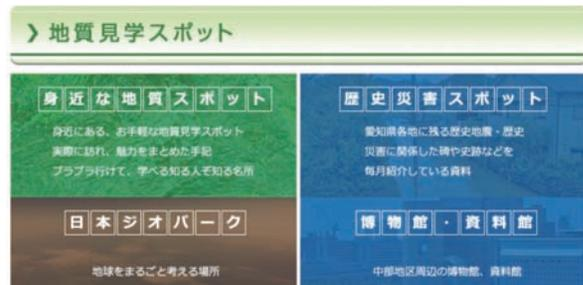 地質見学スポット
身近な地質スポット
身近にある、お手軽な地質見学スポット
実際に訪れ、魅力をまとめた手記
ブラブラ行けて、学べる知る人ぞ知る名所
歴史災害スポット
愛知県各地に残る歴史地震・歴史
災害に関係した碑や史跡などを
毎月紹介している資料
日本ジオパーク
地球をまるごと考える場所
博物館・資料館
中部地区周辺の博物館、資料館